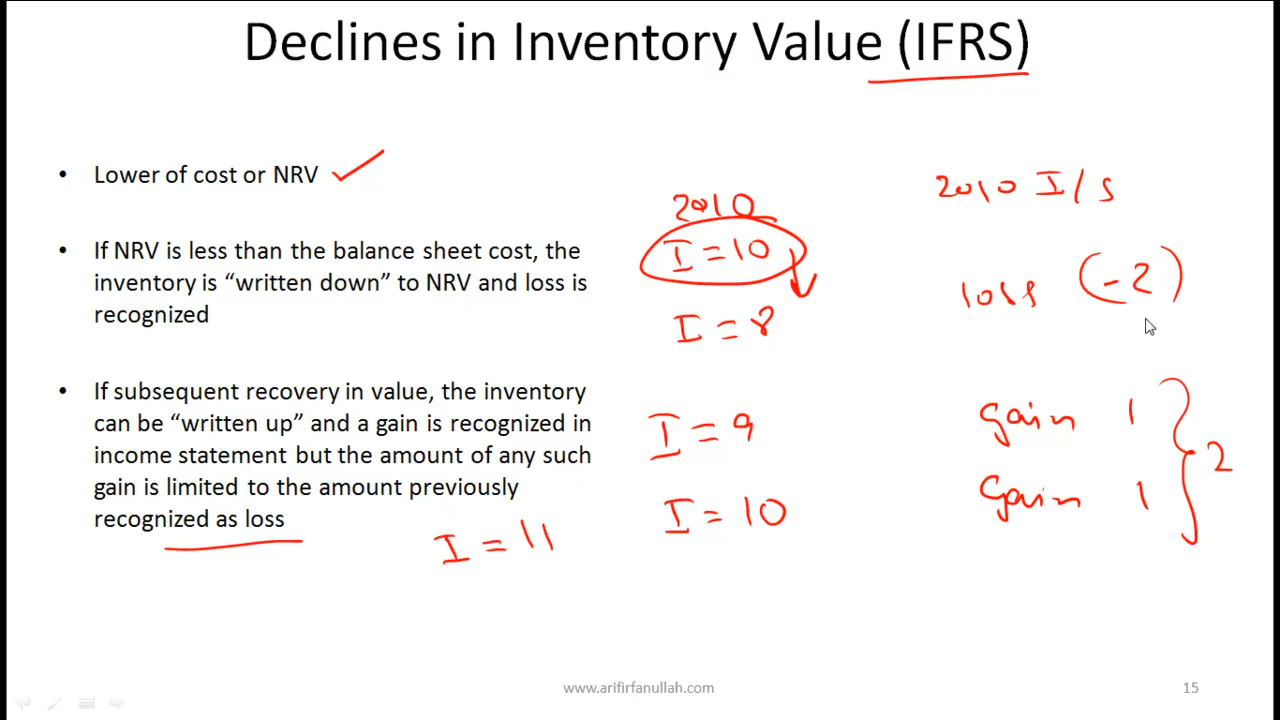 Declines in Inventory Value (IFRS)
• Lower of cost or NRV
• If NRV is less than the balance sheet cost, the
inventory is “written down” to NRV and loss is
recognized
• If subsequent recovery in value, the inventory
can be “written up” and a gain is recognized in
income statement but the amount of any such
gain is limited to the amount previously
recognized as loss
2010
I = 10
I = 8
I = 9
I = 10
I = 11
2010 I/S
loss (-2)
gain 1
Gain 1
2
www.arifirfanullah.com
15